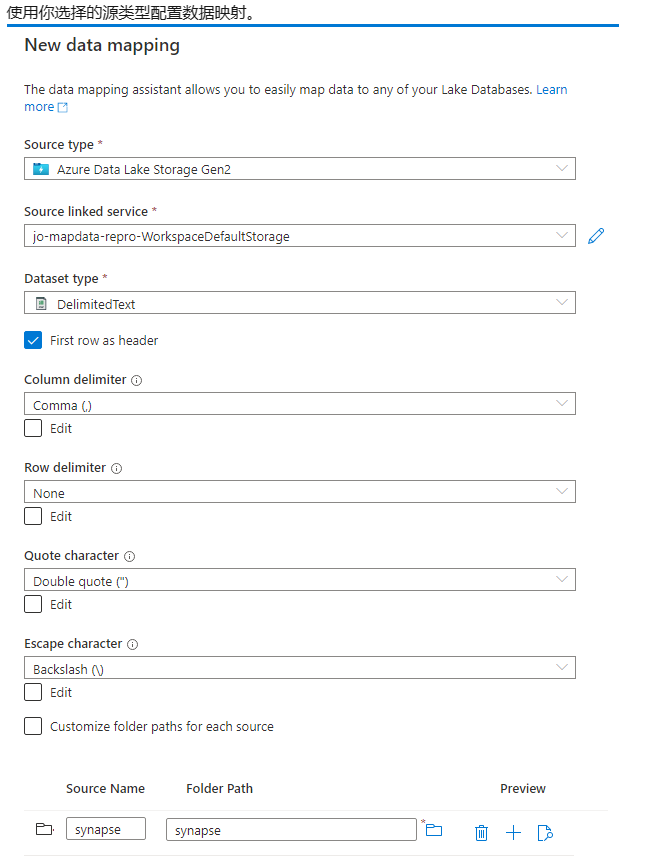 使用你选择的源类型配置数据映射。
New data mapping
The data mapping assistant allows you to easily map data to any of your Lake Databases. Learn
more
Source type *
Azure Data Lake Storage Gen2
Source linked service *
jo-mapdata-repro-WorkspaceDefaultStorage
Dataset type *
DelimitedText
First row as header
Column delimiter
Comma (,)
Edit
Row delimiter
None
Edit
Quote character
Double quote (")
Edit
Escape character
Backslash (\)
Edit
Customize folder paths for each source
Source Name Folder Path Preview
synapse synapse *